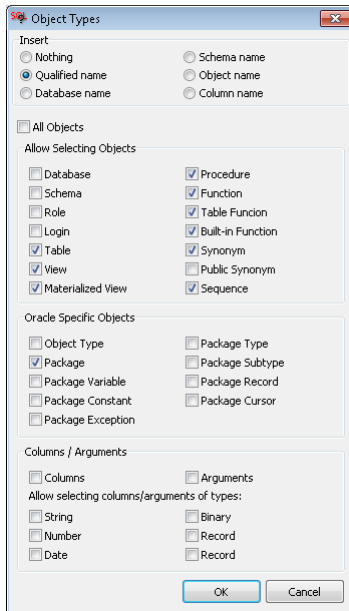 SQL Object Types
Insert
Nothing Schema name
Qualified name Object name
Database name Column name
All Objects
Allow Selecting Objects
Database Procedure
Schema Function
Role Table Funcion
Login Built-in Function
Table Synonym
View Public Synonym
Materialized View Sequence
Oracle Specific Objects
Object Type Package Type
Package Package Subtype
Package Variable Package Record
Package Constant Package Cursor
Package Exception
Columns / Arguments
Columns Arguments
Allow selecting columns/arguments of types:
String Binary
Number Record
Date Record
OK Cancel